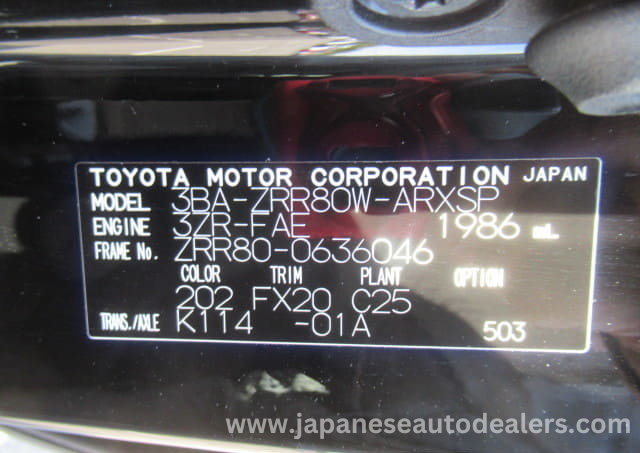 TOYOTA MOTOR CORPORATION JAPAN
MODEL 3BA-ZRR80W-ARXSP
ENGINE 3ZR-FAE 1986 mL
FRAME No. ZRR80-0636046
COLOR TRIM PLANT OPTION
202 FX20 C25
TRANS./AXLE K114 -01A 503
www.japaneseautodealers.com